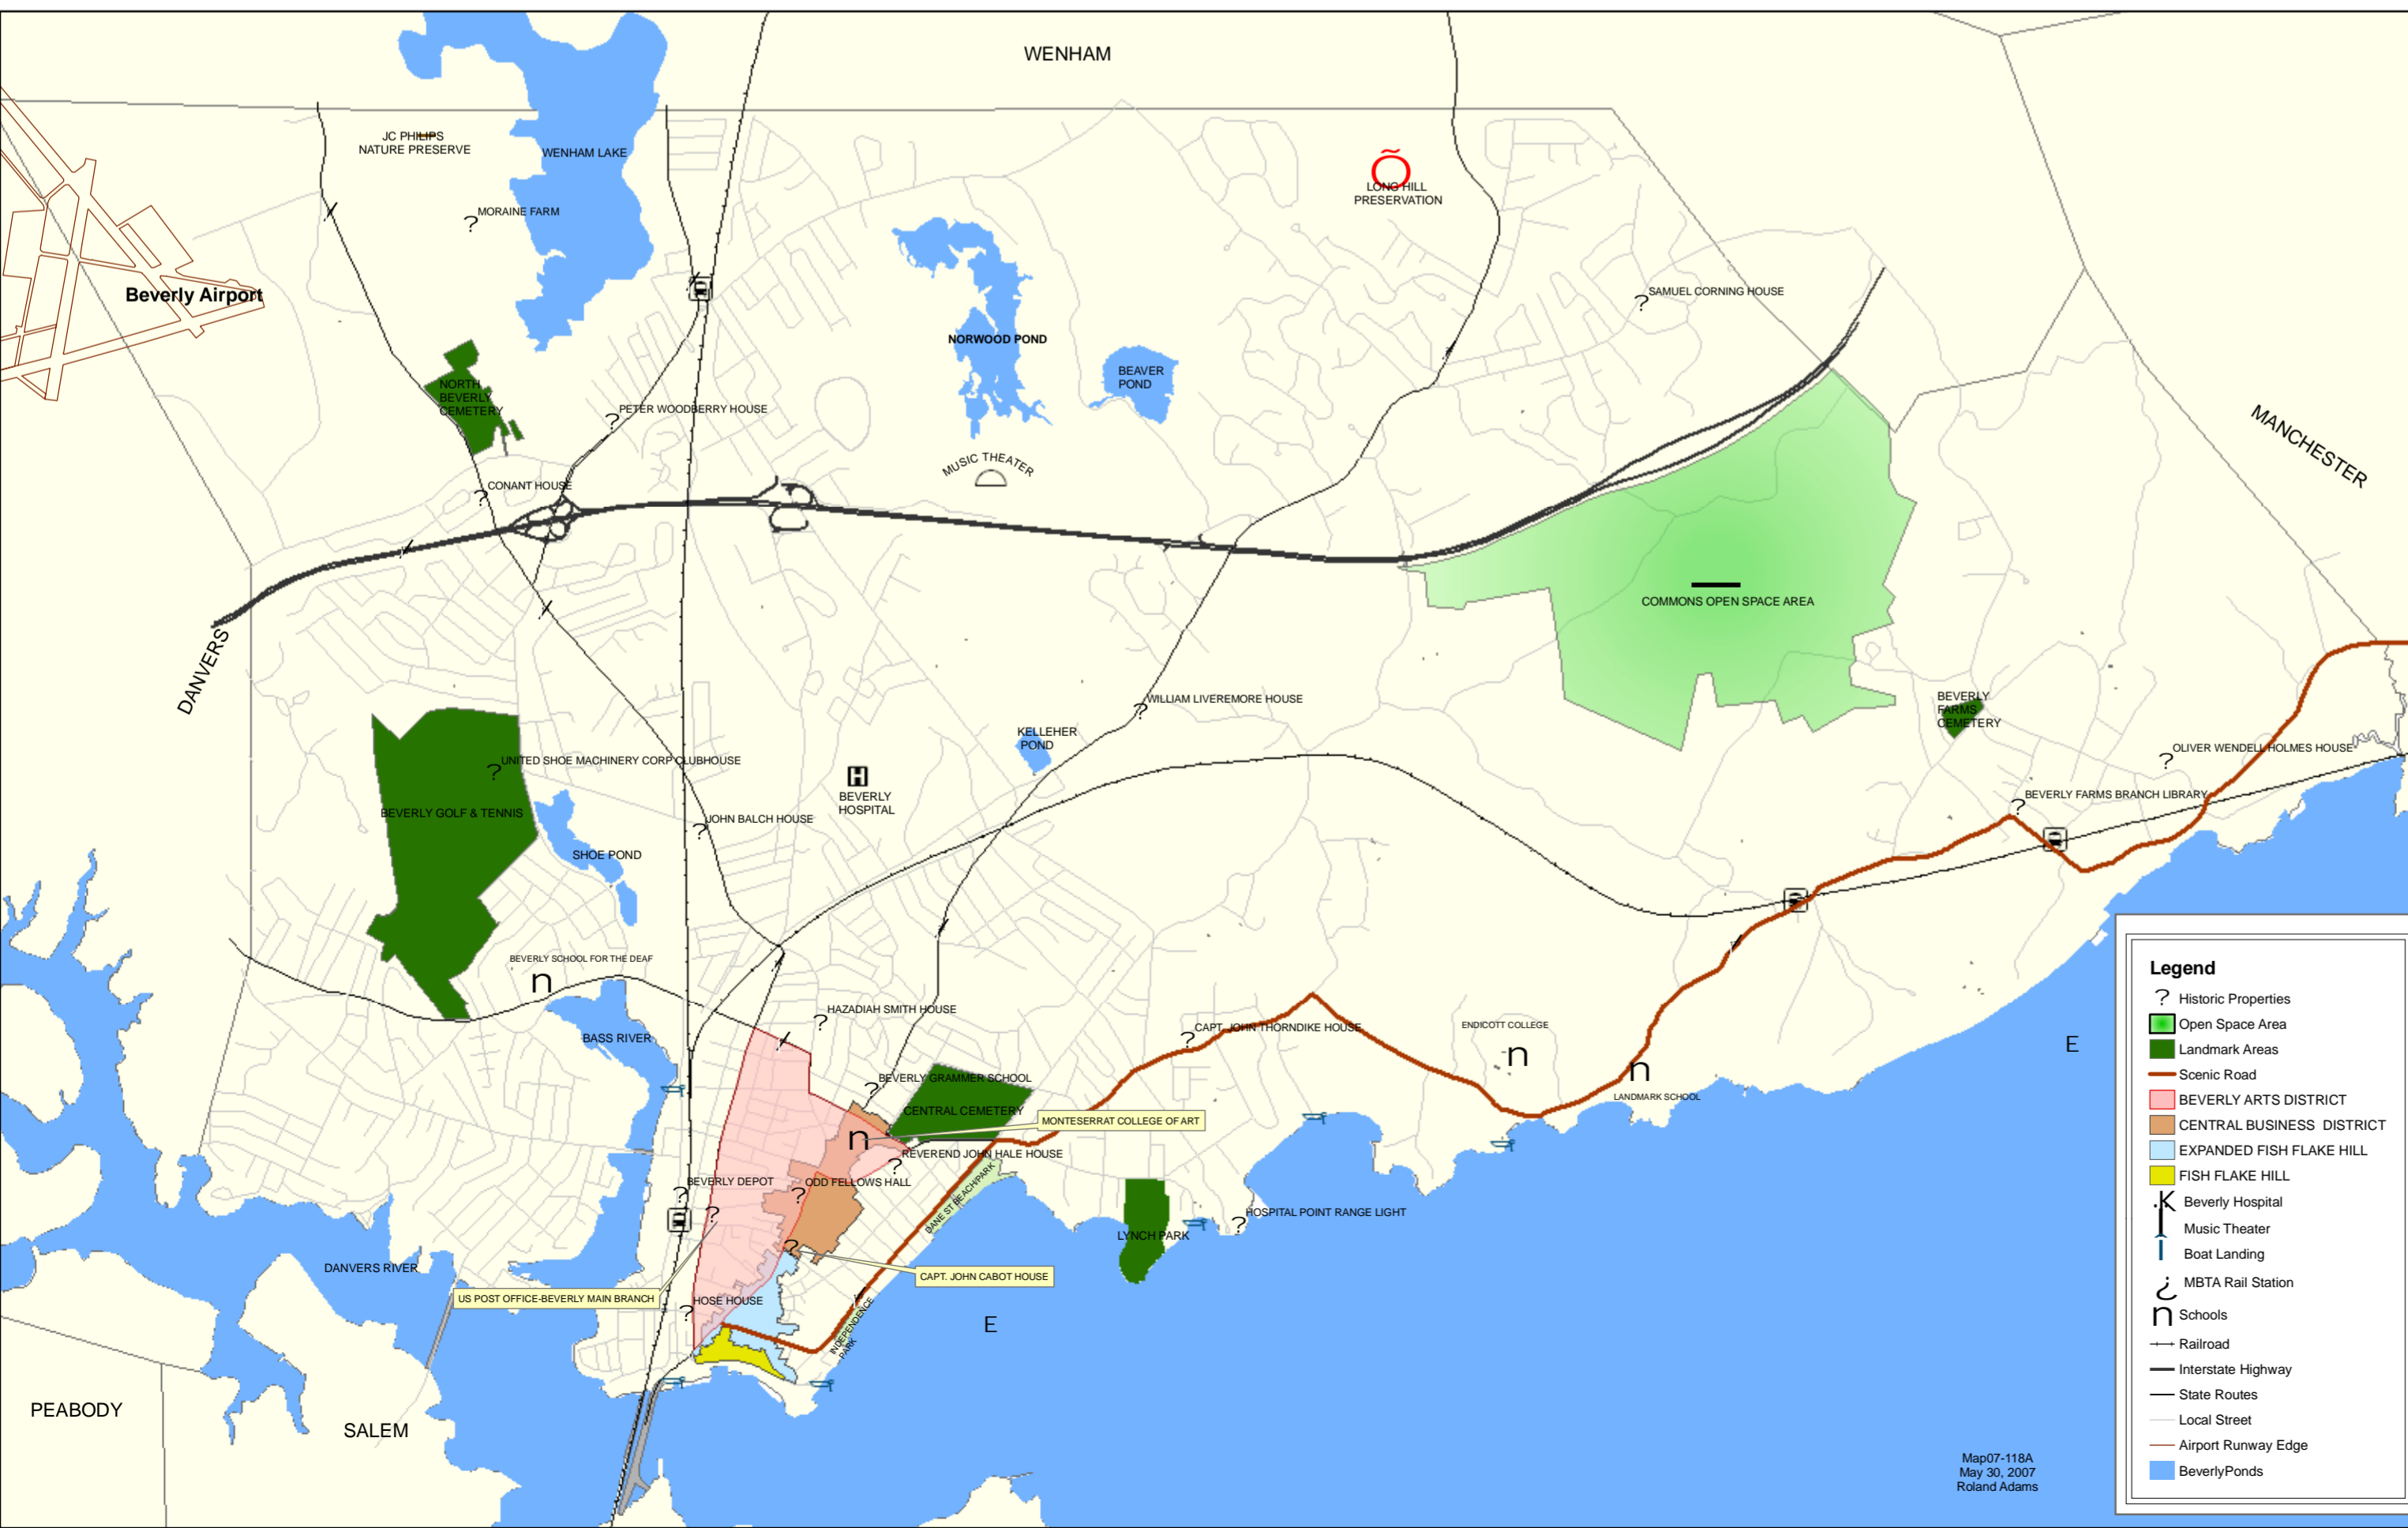 WENHAM
JC PHILIPS
NATURE PRESERVE
WENHAM LAKE
LONG HILL
PRESERVATION
MORAINE FARM
Beverly Airport
SAMUEL CORNING HOUSE
NORWOOD POND
BEAVER
POND
NORTH
BEVERLY
CEMETERY
PETER WOODBERRY HOUSE
MANCHESTER
MUSIC THEATER
CONANT HOUSE
COMMONS OPEN SPACE AREA
DANVERS
WILLIAM LIVEREMORE HOUSE
BEVERLY
FARMS
CEMETERY
KELLEHER
POND
OLIVER WENDELL HOLMES HOUSE
UNITED SHOE MACHINERY CORP CLUBHOUSE
H
BEVERLY
HOSPITAL
BEVERLY FARMS BRANCH LIBRARY
BEVERLY GOLF & TENNIS
JOHN BALCH HOUSE
SHOE POND
BEVERLY SCHOOL FOR THE DEAF
n
HAZADIAH SMITH HOUSE
CAPT. JOHN THORNDIKE HOUSE
ENDICOTT COLLEGE
n
BASS RIVER
E
n
LANDMARK SCHOOL
BEVERLY GRAMMER SCHOOL
CENTRAL CEMETERY
MONTESERRAT COLLEGE OF ART
n
REVEREND JOHN HALE HOUSE
BEVERLY DEPOT
ODD FELLOWS HALL
DANE ST BEACH/PARK
HOSPITAL POINT RANGE LIGHT
LYNCH PARK
DANVERS RIVER
CAPT. JOHN CABOT HOUSE
US POST OFFICE-BEVERLY MAIN BRANCH
HOSE HOUSE
INDEPENDENCE
PARK
E
PEABODY
SALEM
Map07-118A
May 30, 2007
Roland Adams
Legend
? Historic Properties
Open Space Area
Landmark Areas
Scenic Road
BEVERLY ARTS DISTRICT
CENTRAL BUSINESS DISTRICT
EXPANDED FISH FLAKE HILL
FISH FLAKE HILL
Beverly Hospital
Music Theater
Boat Landing
¿ MBTA Rail Station
n Schools
Railroad
Interstate Highway
State Routes
Local Street
Airport Runway Edge
BeverlyPonds